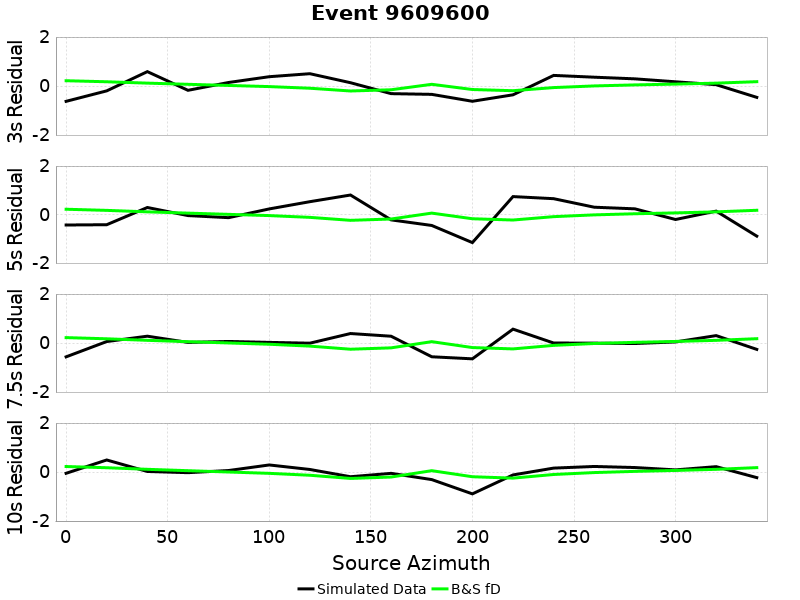 Event 9609600
3s Residual
2
0
-2
5s Residual
2
0
-2
7.5s Residual
2
0
-2
10s Residual
2
0
-2
0 50 100 150 200 250 300
Source Azimuth
Simulated Data B&S fD